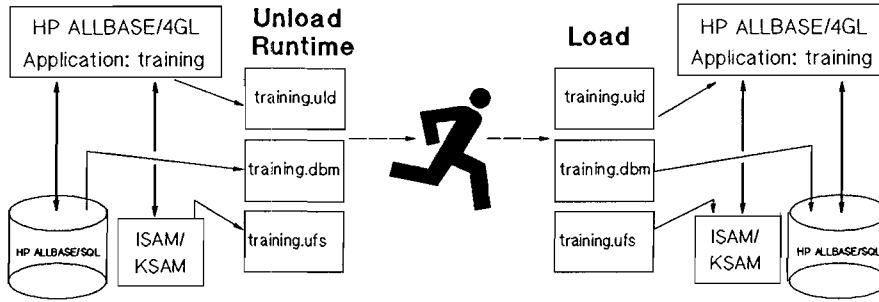 HP ALLBASE/4GL
Application: training
Unload
Runtime
training.uld
training.dbm
training.ufs
HP ALLBASE/SQL
ISAM/
KSAM
Load
training.uld
training.dbm
training.ufs
HP ALLBASE/4GL
Application: training
ISAM/
KSAM
HP ALLBASE/SQL